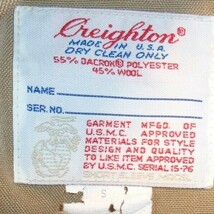 Creighton®
MADE IN U.S.A.
DRY CLEAN ONLY
55% DACRON® POLYESTER
45% WOOL
NAME
SER. NO.
GARMENT MFGD. OF
U.S.M.C. APPROVED
MATERIALS FOR STYLE
DESIGN AND QUALITY
TO LIKE ITEM APPROVED
BY U.S.M.C. SERIAL 15-76
S